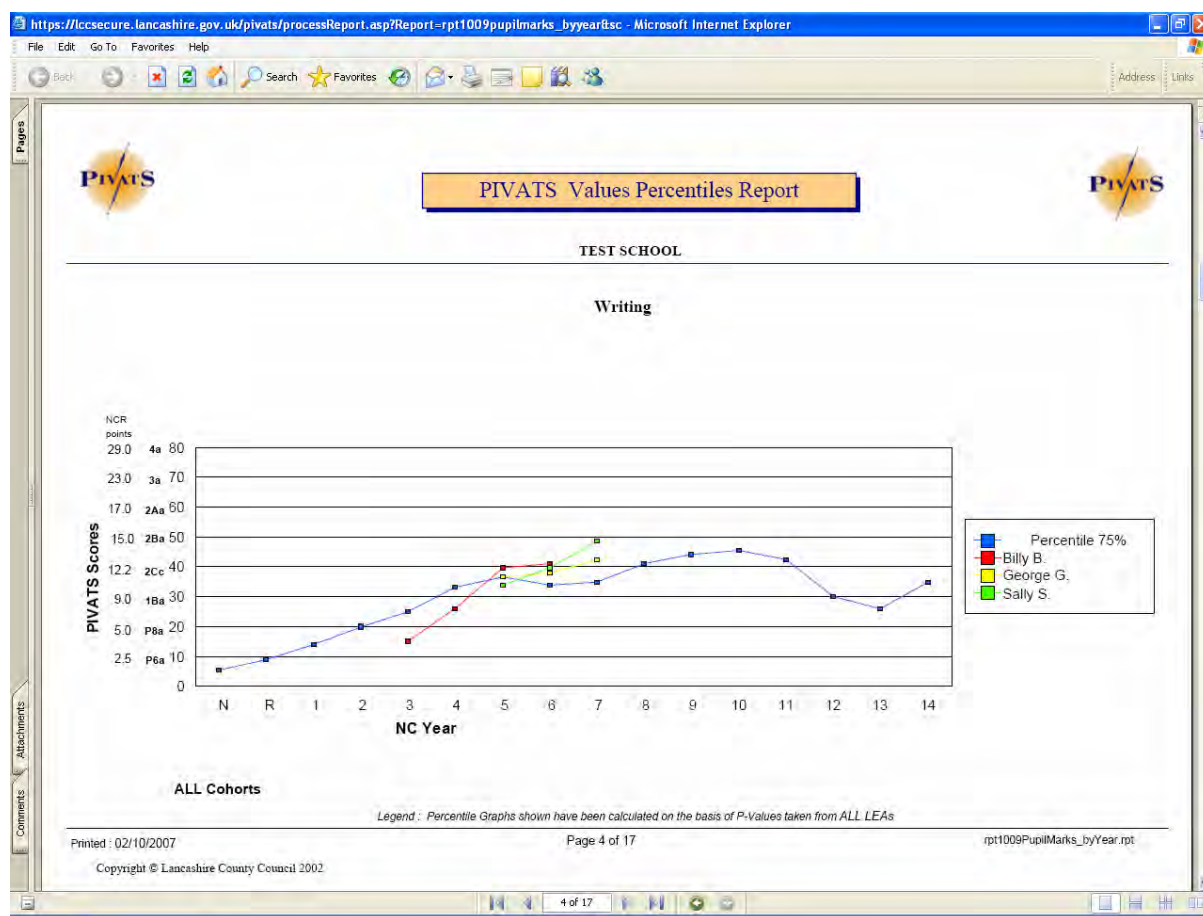 https://lccsecure.lancashire.gov.uk/pivats/processReport.asp?Report=rpt1009pupilmarks_byyear&tsc - Microsoft Internet Explorer
File Edit Go To Favorites Help
Back Search Favorites Address Links
Pages
PIVATS
PIVATS Values Percentiles Report
PIVATS
TEST SCHOOL
Writing
NCR
points
29.0 4a 80
23.0 3a 70
17.0 2Aa 60
15.0 2Ba 50
12.2 2Cc 40
9.0 1Ba 30
5.0 P8a 20
2.5 P6a 10
0
PIVATS Scores
N R 1 2 3 4 5 6 7 8 9 10 11 12 13 14
NC Year
Percentile 75%
Billy B.
George G.
Sally S.
ALL Cohorts
Legend : Percentile Graphs shown have been calculated on the basis of P-Values taken from ALL LEAs
Printed : 02/10/2007 Page 4 of 17 rpt1009PupilMarks_byYear.rpt
Copyright © Lancashire County Council 2002
Attachments
Comments
4 of 17